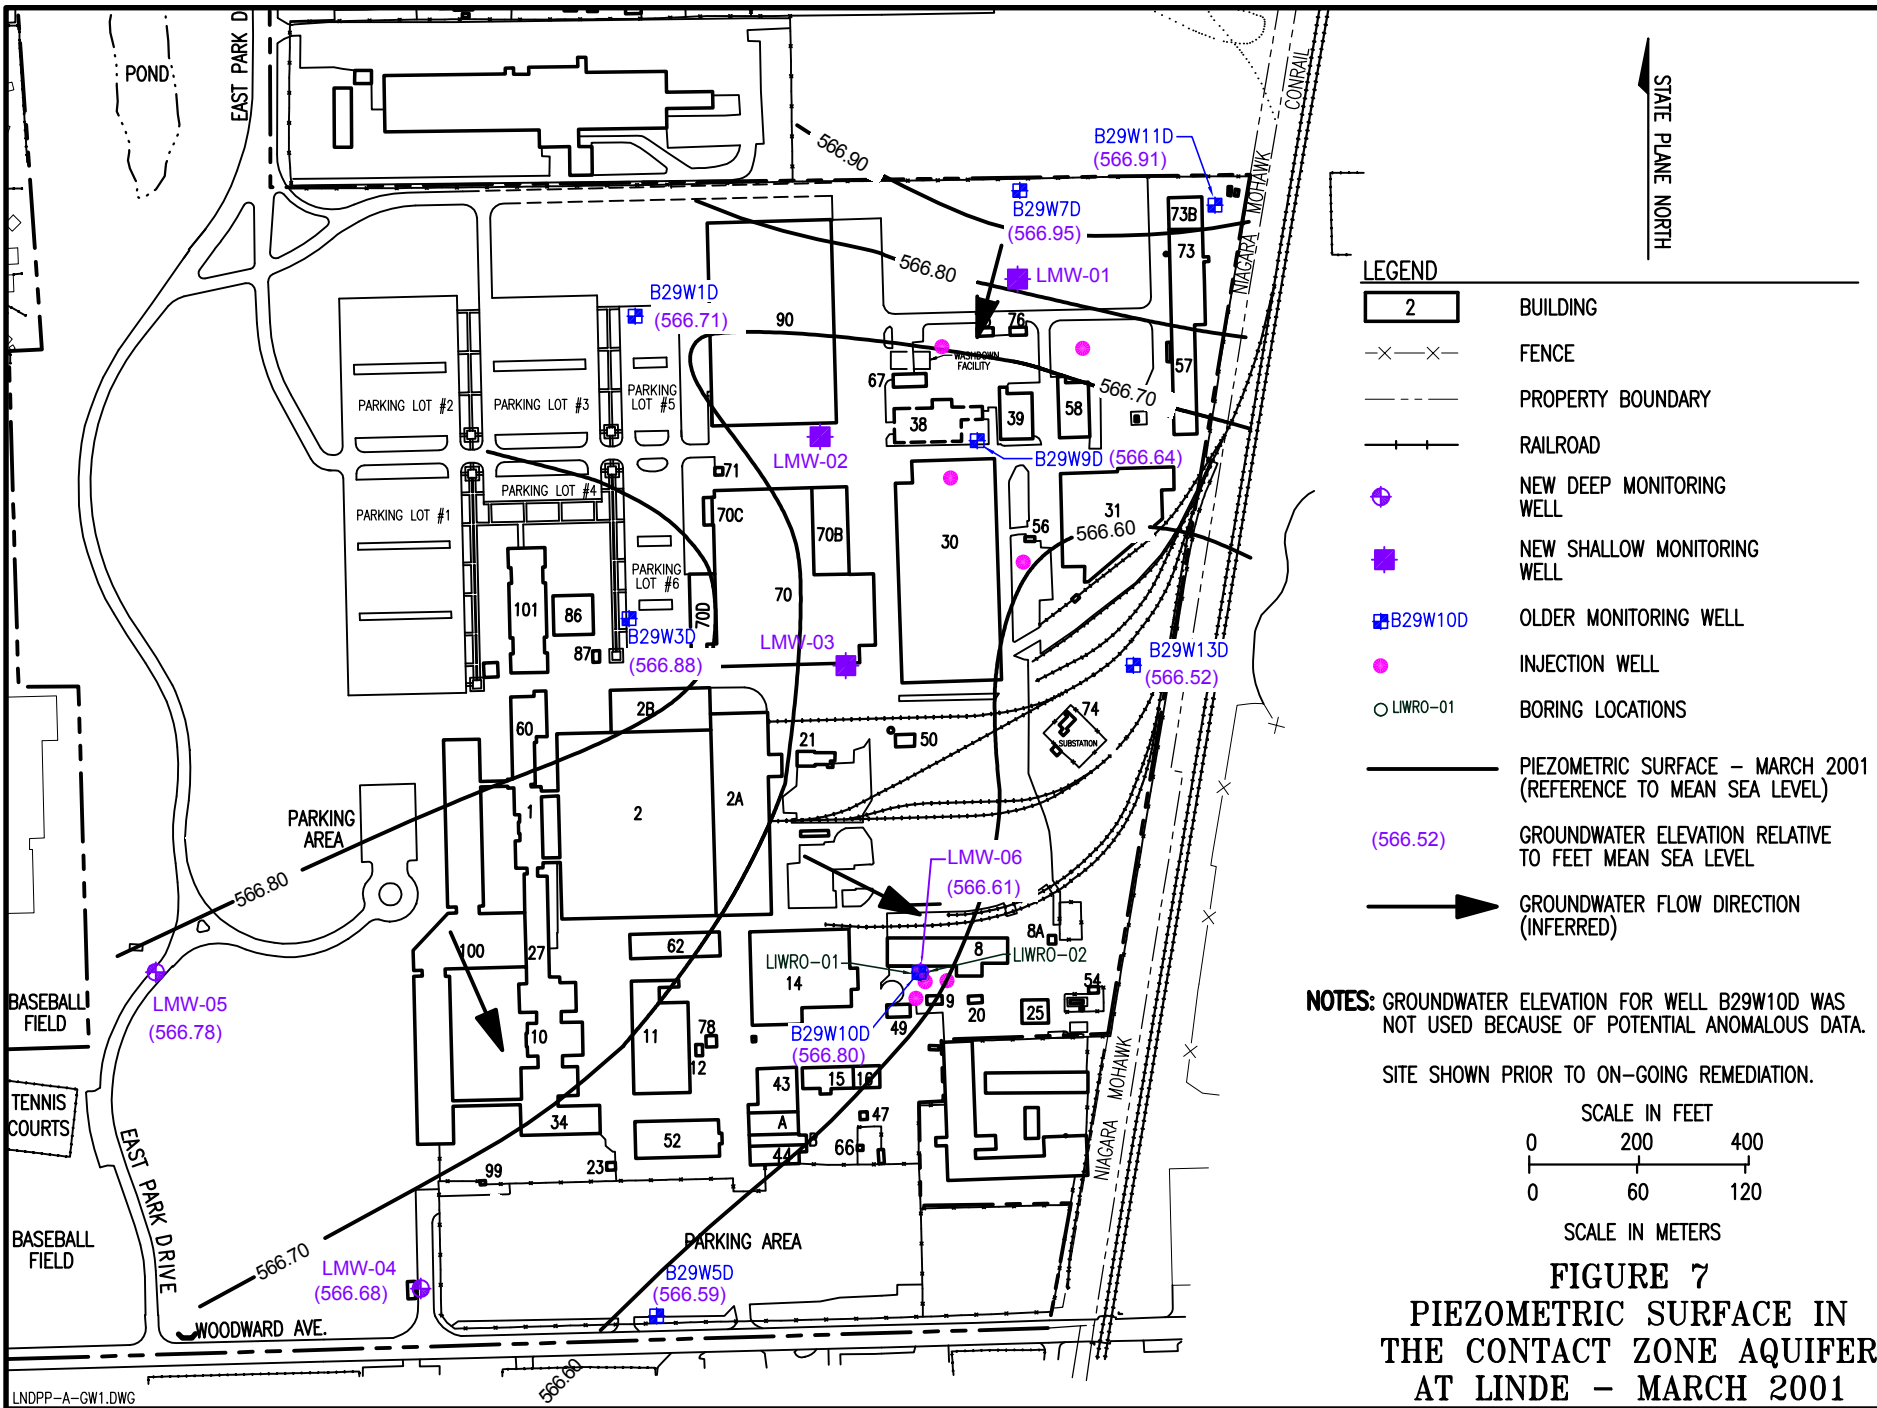 POND
EAST PARK D
CONRAIL
STATE PLANE NORTH
566.90
B29W11D
(566.91)
NIAGARA MOHAWK
B29W7D
(566.95)
73B
73
566.80
LMW-01
B29W1D
(566.71)
90
76
WASHDOWN
FACILITY
67
57
566.70
PARKING LOT #2
PARKING LOT #3
PARKING
LOT #5
38
39
58
LMW-02
B29W9D
(566.64)
71
PARKING LOT #4
PARKING LOT #1
70C
70B
30
31
56
566.60
PARKING
LOT #6
101
86
70D
70
B29W3D
(566.88)
87
LMW-03
B29W13D
(566.52)
2B
60
74
SUBSTATION
21
50
1
2
2A
PARKING
AREA
LMW-06
(566.61)
566.80
100
27
62
8A
8
LIWRO-01
LIWRO-02
14
54
LMW-05
(566.78)
BASEBALL
FIELD
10
11
78
12
9
20
25
49
B29W10D
(566.80)
43
15
16
TENNIS
COURTS
34
52
A
B
44
47
66
23
99
EAST PARK DRIVE
NIAGARA MOHAWK
BASEBALL
FIELD
566.70
LMW-04
(566.68)
PARKING AREA
B29W5D
(566.59)
WOODWARD AVE.
566.60
LNDPP-A-GW1.DWG
LEGEND
2
BUILDING
FENCE
PROPERTY BOUNDARY
RAILROAD
NEW DEEP MONITORING
WELL
NEW SHALLOW MONITORING
WELL
B29W10D
OLDER MONITORING WELL
INJECTION WELL
LIWRO-01
BORING LOCATIONS
PIEZOMETRIC SURFACE - MARCH 2001
(REFERENCE TO MEAN SEA LEVEL)
(566.52)
GROUNDWATER ELEVATION RELATIVE
TO FEET MEAN SEA LEVEL
GROUNDWATER FLOW DIRECTION
(INFERRED)
NOTES: GROUNDWATER ELEVATION FOR WELL B29W10D WAS
NOT USED BECAUSE OF POTENTIAL ANOMALOUS DATA.
SITE SHOWN PRIOR TO ON-GOING REMEDIATION.
SCALE IN FEET
0 200 400
0 60 120
SCALE IN METERS
FIGURE 7
PIEZOMETRIC SURFACE IN
THE CONTACT ZONE AQUIFER
AT LINDE - MARCH 2001